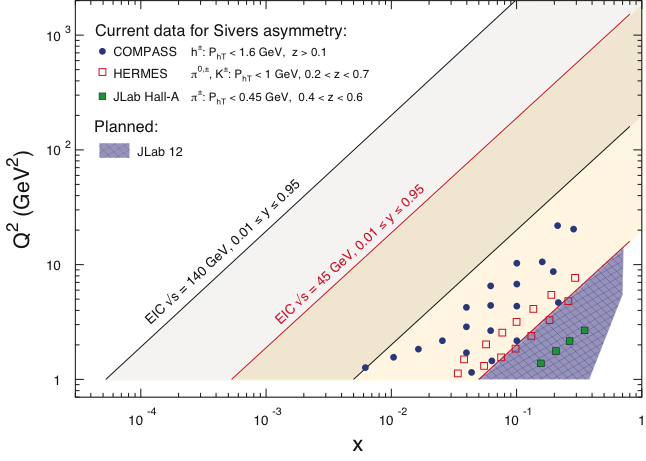 Current data for Sivers asymmetry:
COMPASS h±: PhT < 1.6 GeV, z > 0.1
HERMES π0,±, K±: PhT < 1 GeV, 0.2 < z < 0.7
JLab Hall-A π±: PhT < 0.45 GeV, 0.4 < z < 0.6
Planned:
JLab 12
EIC √s = 140 GeV, 0.01 ≤ y ≤ 0.95
EIC √s = 45 GeV, 0.01 ≤ y ≤ 0.95
Q² (GeV²)
10³
10²
10
1
10⁻⁴
10⁻³
10⁻²
10⁻¹
1
x